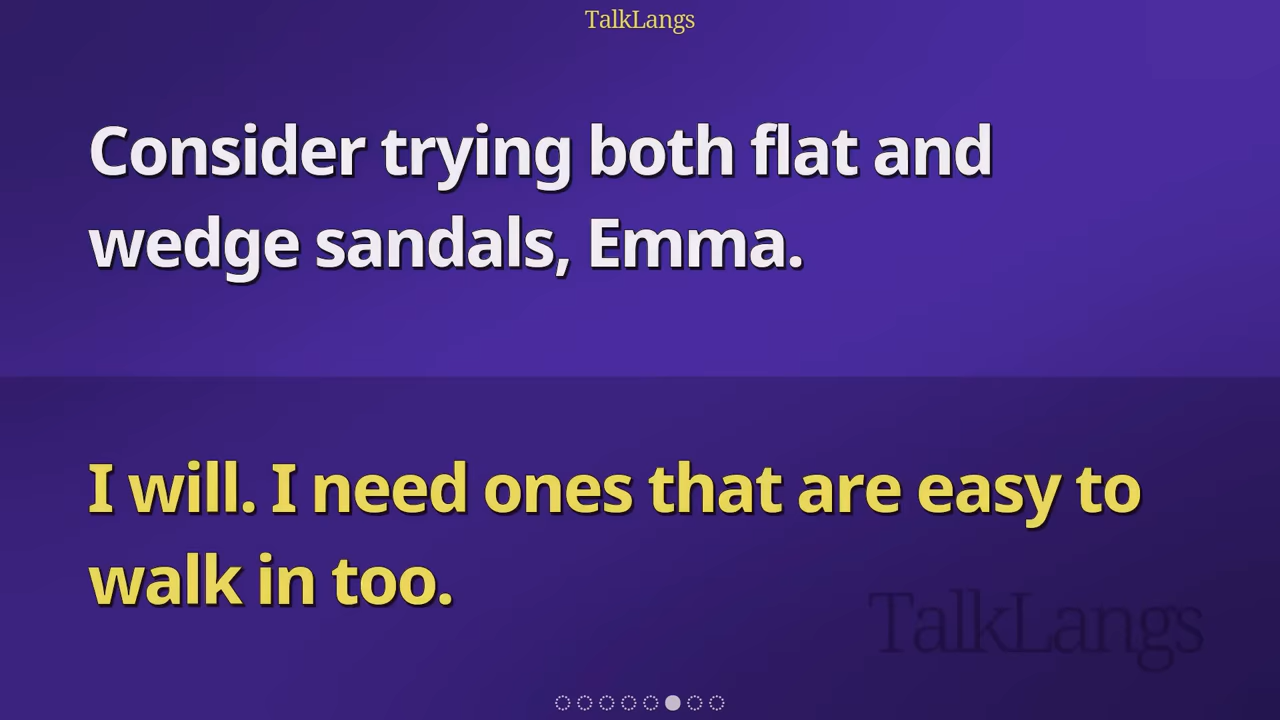 TalkLangs
Consider trying both flat and
wedge sandals, Emma.
I will. I need ones that are easy to
walk in too.
TalkLangs